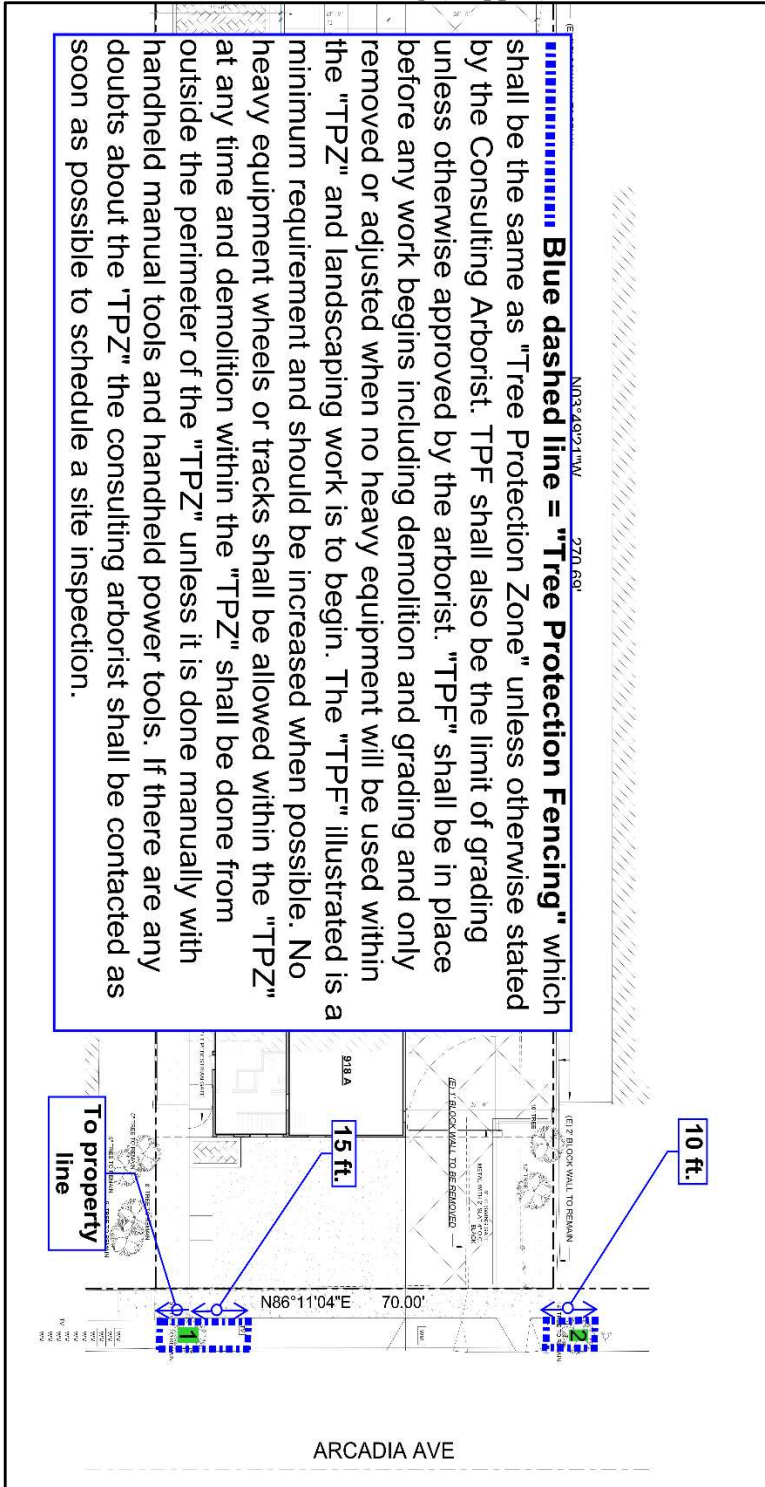 Blue dashed line = "Tree Protection Fencing" which
shall be the same as "Tree Protection Zone" unless otherwise stated
by the Consulting Arborist. TPF shall also be the limit of grading
unless otherwise approved by the arborist. "TPF" shall be in place
before any work begins including demolition and grading and only
removed or adjusted when no heavy equipment will be used within
the "TPZ" and landscaping work is to begin. The "TPF" illustrated is a
minimum requirement and should be increased when possible. No
heavy equipment wheels or tracks shall be allowed within the "TPZ"
at any time and demolition within the "TPZ" shall be done from
outside the perimeter of the "TPZ" unless it is done manually with
handheld manual tools and handheld power tools. If there are any
doubts about the 'TPZ" the consulting arborist shall be contacted as
soon as possible to schedule a site inspection.
N03°49'21"W 270.69'
(E) 2' BLOCK WALL TO REMAIN
10 ft.
10" TREE
12" TREE
(E) 1' BLOCK WALL TO BE REMOVED
918 A
15 ft.
To property
line
8" TREE TO REMAIN
N86°11'04"E 70.00'
2
1
ARCADIA AVE